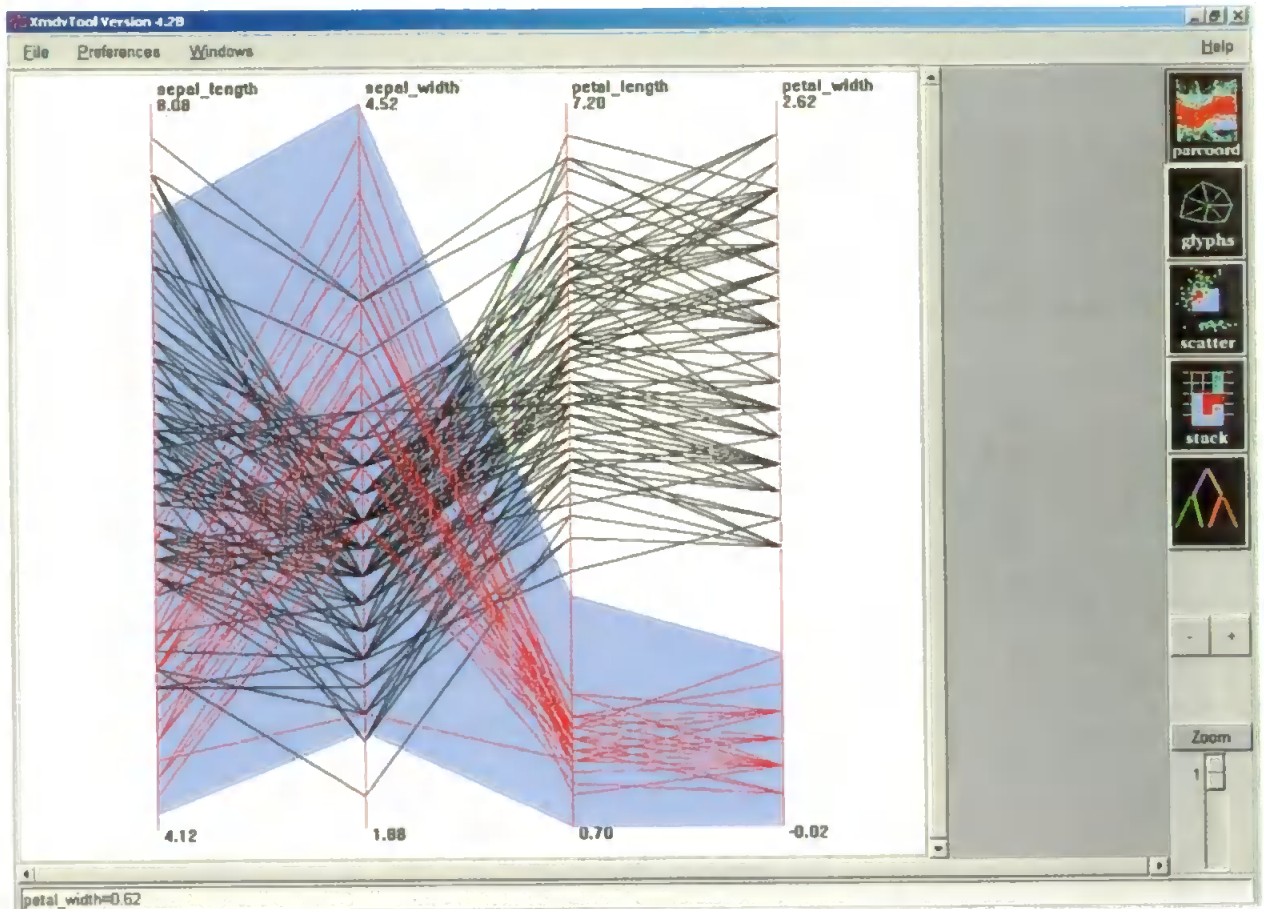 XmdvTool Version 4.2B
File Preferences Windows Help
sepal_length sepal_width petal_length petal_width
8.08 4.52 7.20 2.62
parcoord
glyphs
scatter
stack
- +
Zoom
1
4.12 1.88 0.70 -0.02
petal_width=0.62